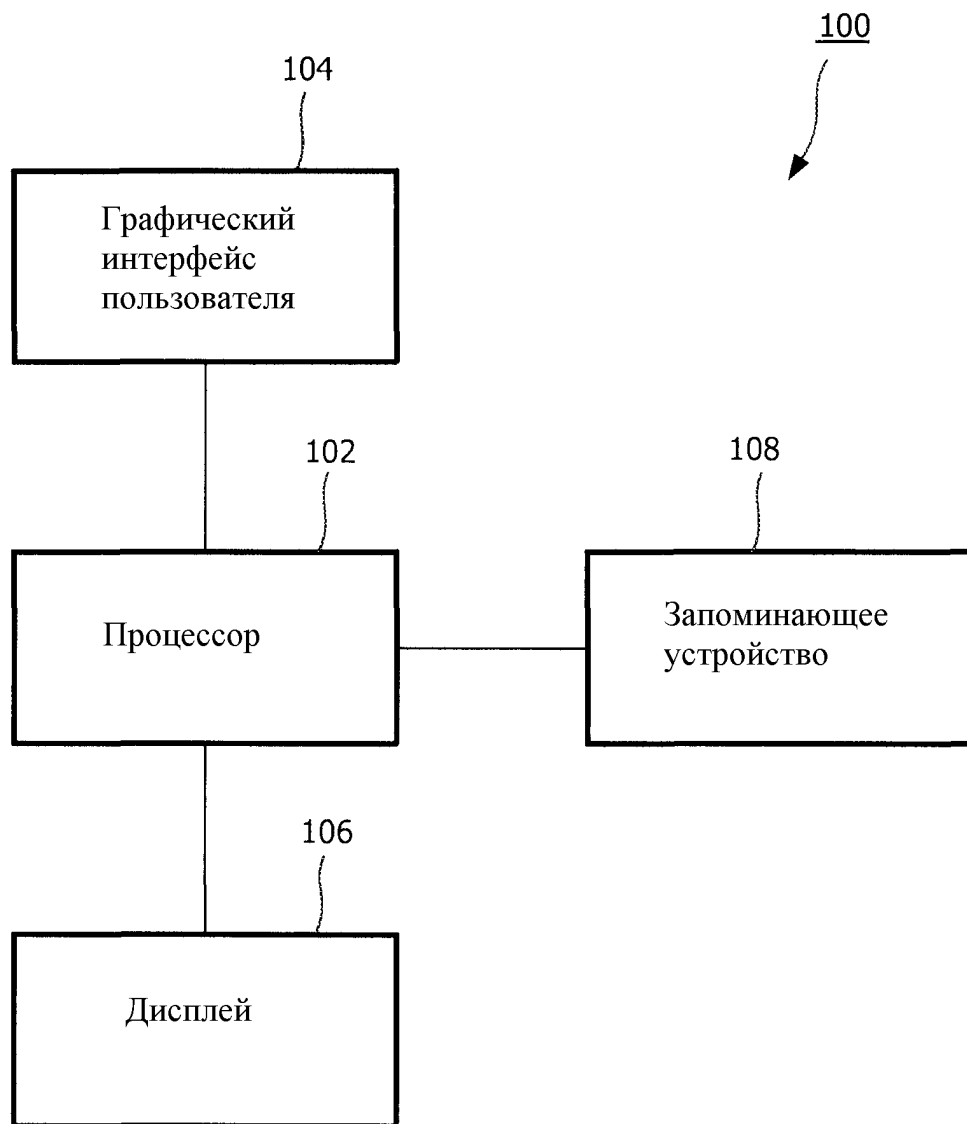 100
104
Графический
интерфейс
пользователя
102
108
Процессор
Запоминающее
устройство
106
Дисплей